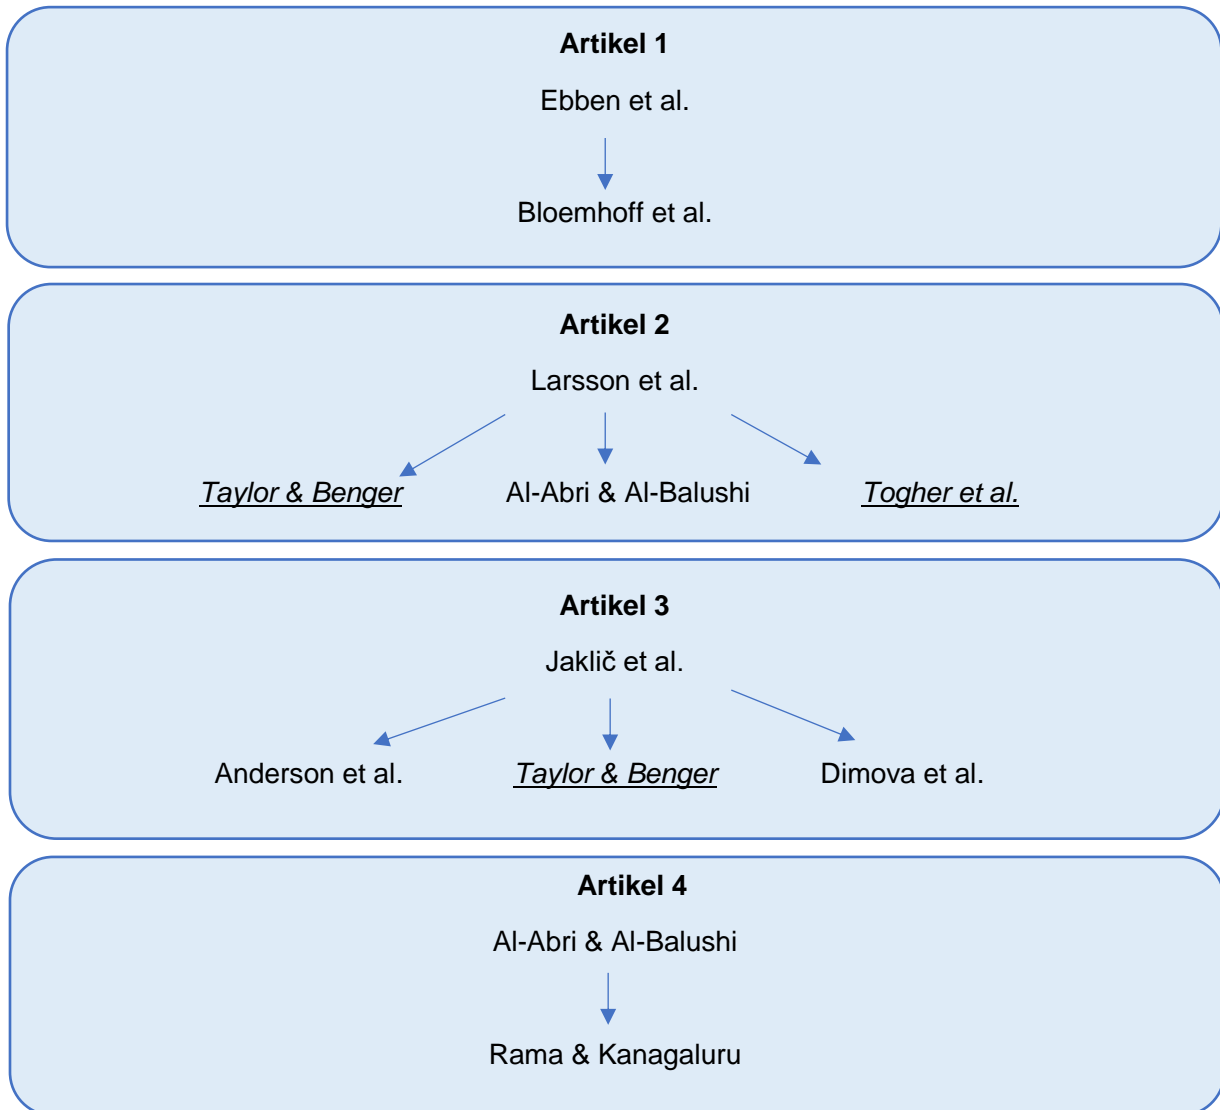 Artikel 1
Ebben et al.
Bloemhoff et al.
Artikel 2
Larsson et al.
Taylor & Benger Al-Abri & Al-Balushi Togher et al.
Artikel 3
Jaklič et al.
Anderson et al. Taylor & Benger Dimova et al.
Artikel 4
Al-Abri & Al-Balushi
Rama & Kanagaluru